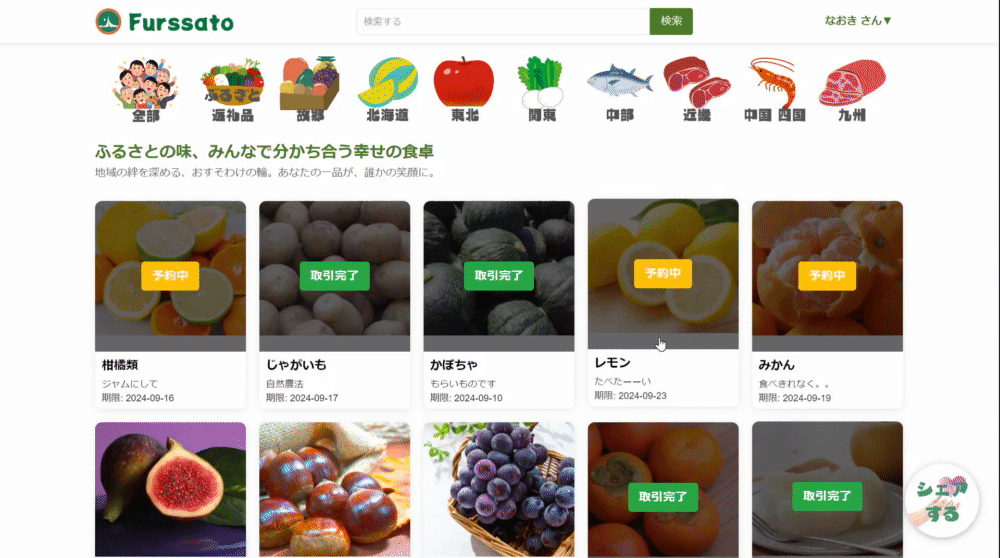 Furssato
検索する
検索
なおき さん▼
全部
ふるさと
返礼品
故郷
北海道
東北
関東
中部
近畿
中国 四国
九州
ふるさとの味、みんなで分かち合う幸せの食卓
地域の絆を深める、おすそわけの輪。あなたの一品が、誰かの笑顔に。
予約中
取引完了
取引完了
予約中
予約中
柑橘類
ジャムにして
期限: 2024-09-16
じゃがいも
自然農法
期限: 2024-09-17
かぼちゃ
もらいものです
期限: 2024-09-10
レモン
たべたーーい
期限: 2024-09-23
みかん
食べきれなく。。
期限: 2024-09-19
取引完了
取引完了
シェア
する